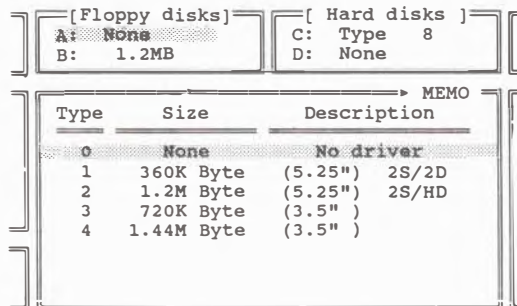 [Floppy disks]
A: None
B: 1.2MB
[ Hard disks ]
C: Type 8
D: None
MEMO
Type Size Description
0 None No driver
1 360K Byte (5.25") 2S/2D
2 1.2M Byte (5.25") 2S/HD
3 720K Byte (3.5" )
4 1.44M Byte (3.5" )